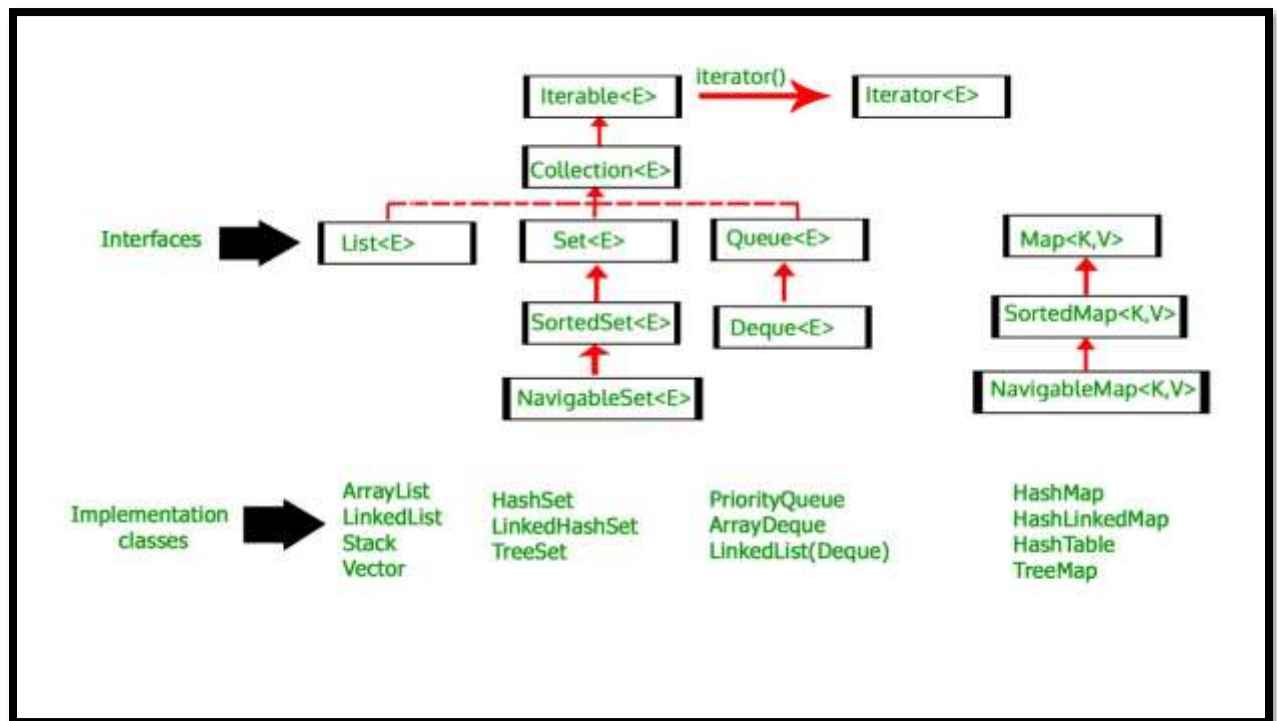 Iterable<E>
iterator()
Iterator<E>
Collection<E>
Interfaces
List<E>
Set<E>
Queue<E>
Map<K,V>
SortedSet<E>
Deque<E>
SortedMap<K,V>
NavigableSet<E>
NavigableMap<K,V>
Implementation
classes
ArrayList
LinkedList
Stack
Vector
HashSet
LinkedHashSet
TreeSet
PriorityQueue
ArrayDeque
LinkedList(Deque)
HashMap
HashLinkedMap
HashTable
TreeMap